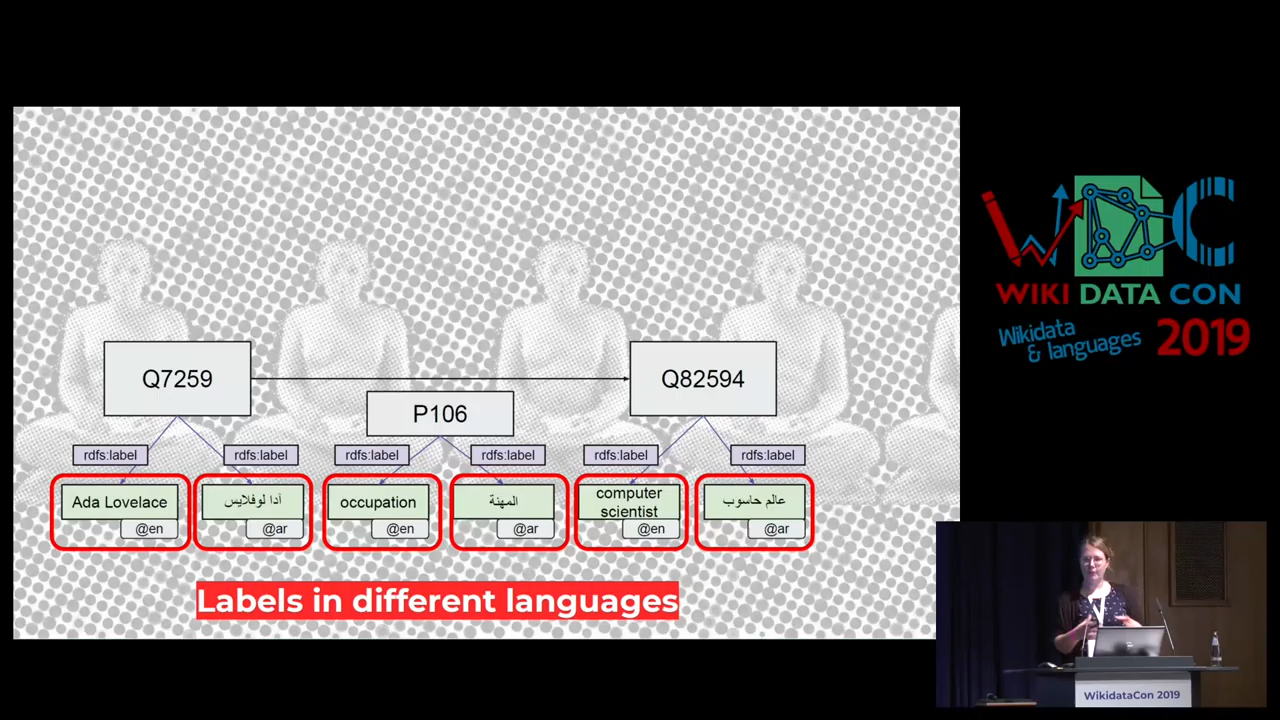 Q7259
Q82594
P106
rdfs:label
rdfs:label
rdfs:label
rdfs:label
rdfs:label
rdfs:label
Ada Lovelace
أدا لوفلايس
occupation
المهنة
computer
scientist
عالم حاسوب
@en
@ar
@en
@ar
@en
@ar
Labels in different languages
WDC
WIKI DATA CON
Wikidata
& languages
2019
WikidataCon 2019